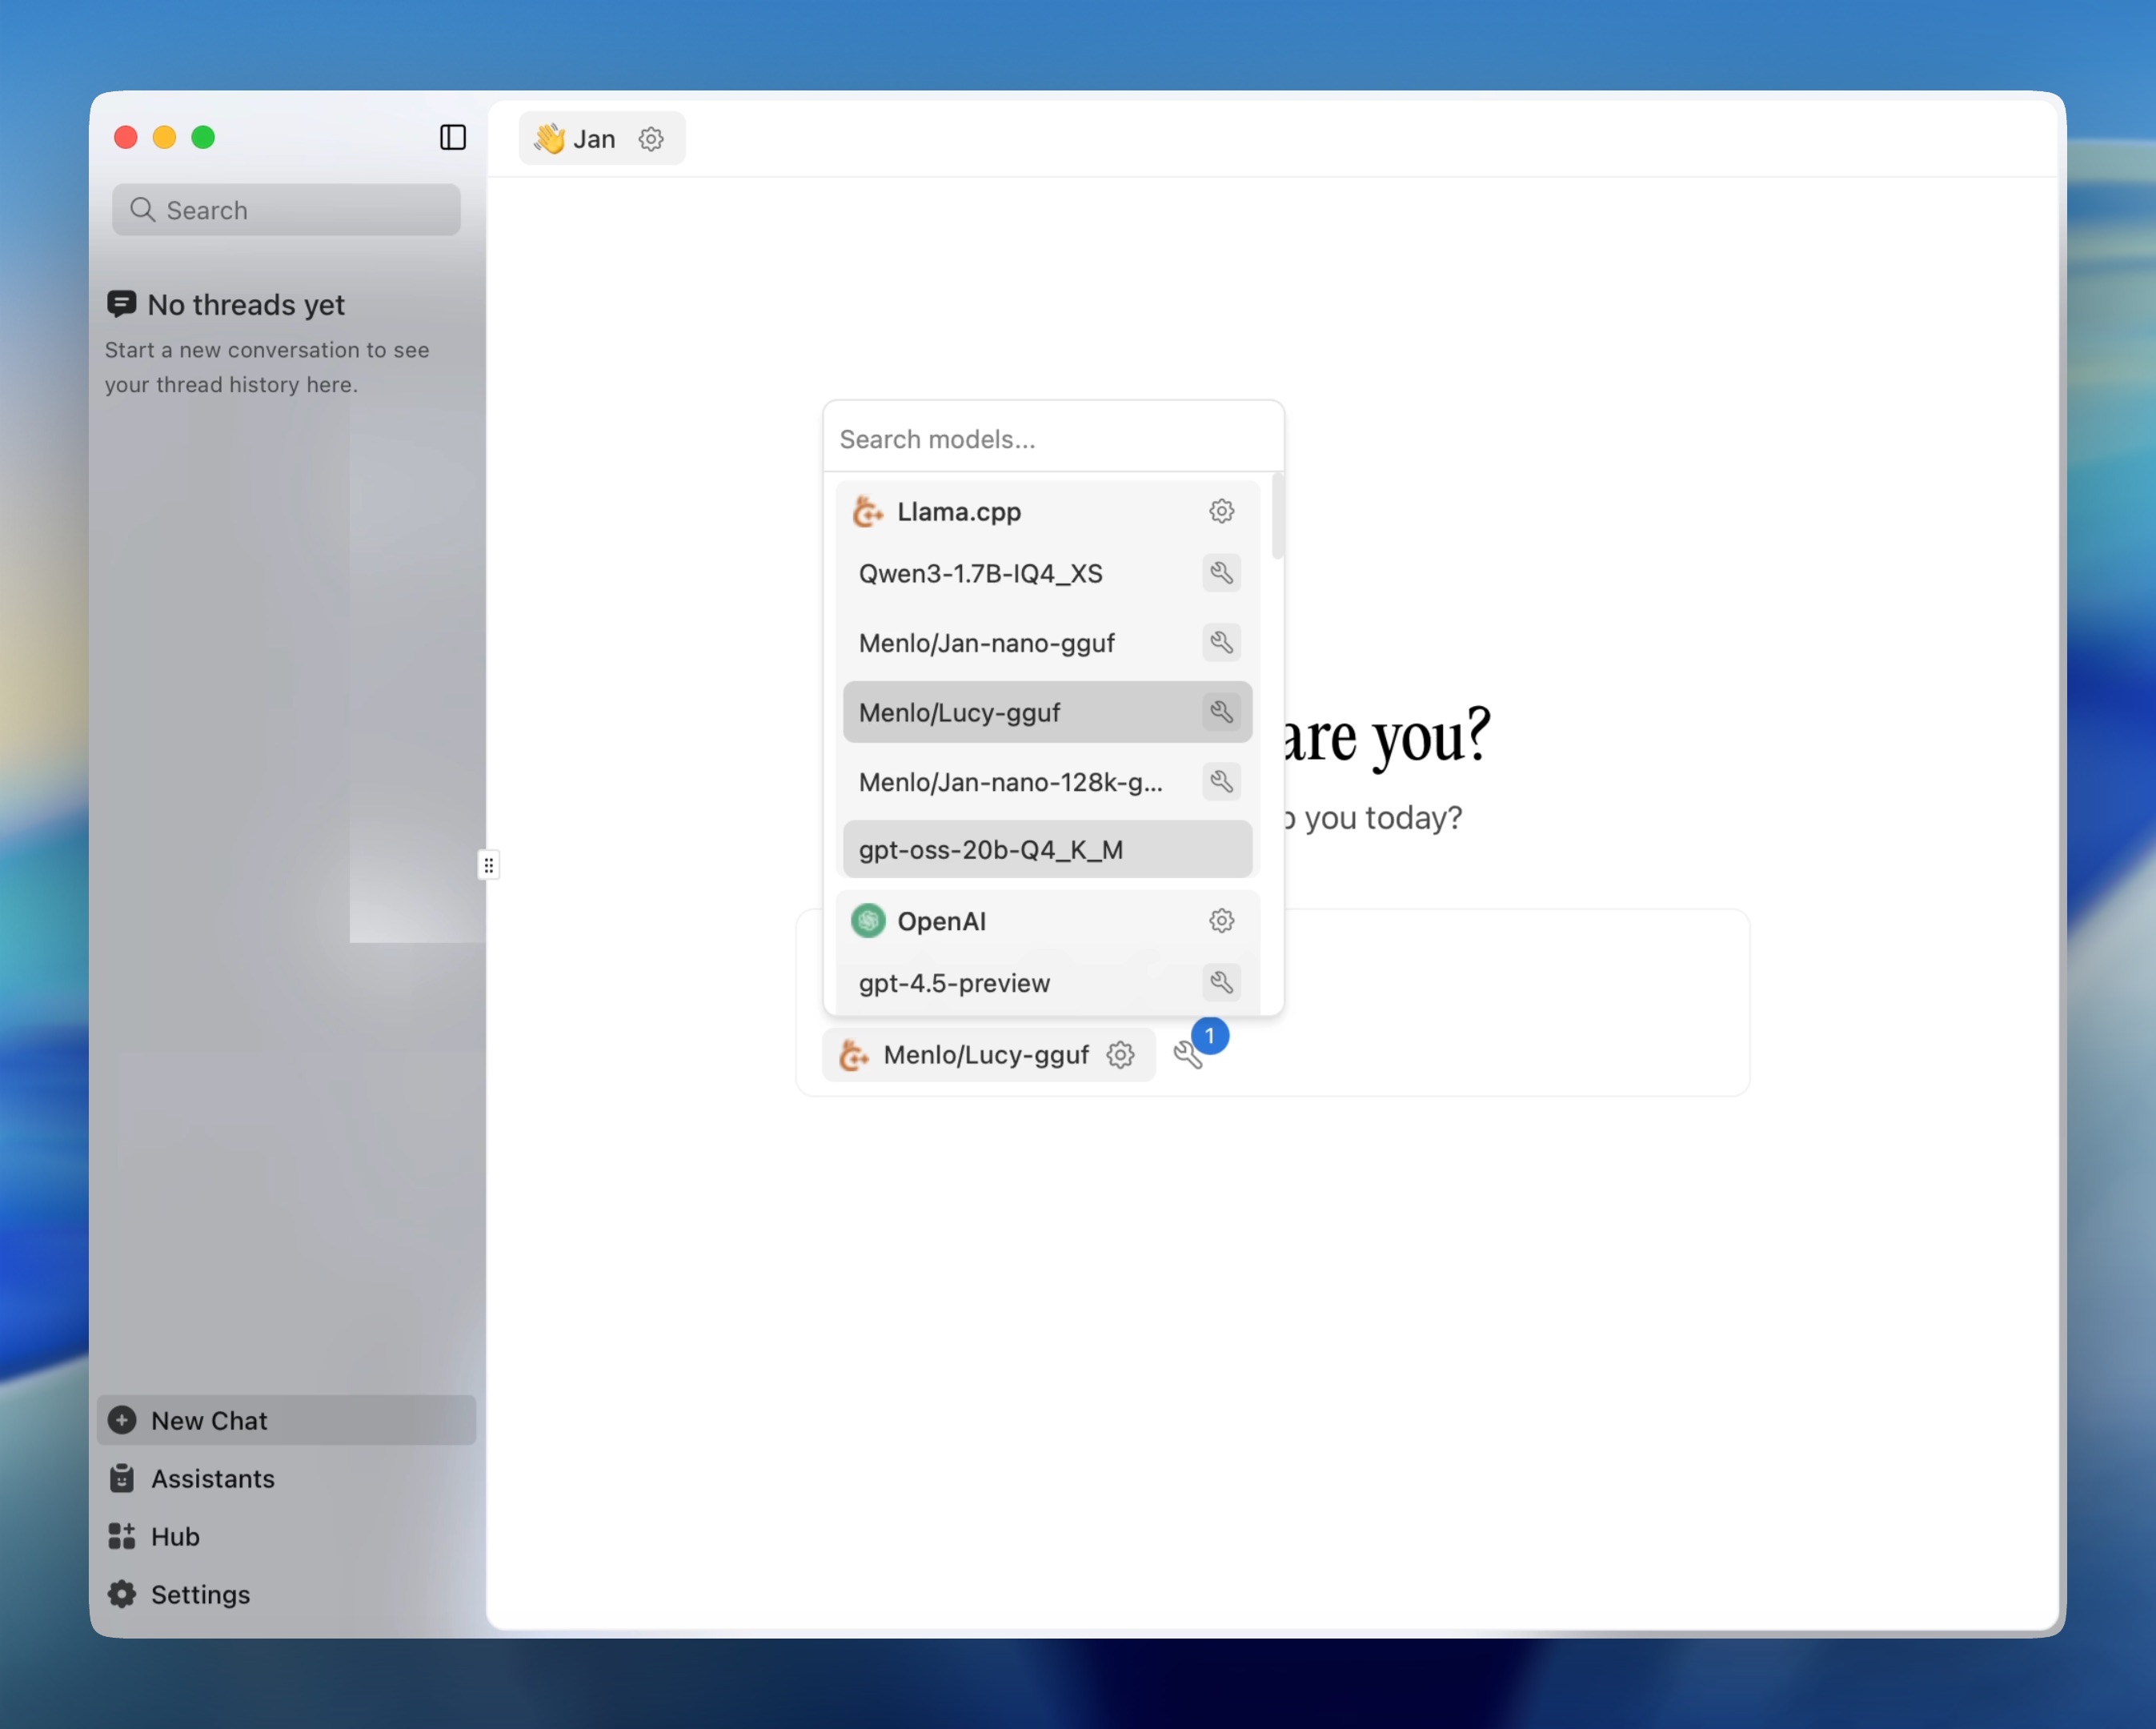 👋 Jan
Search
No threads yet
Start a new conversation to see
your thread history here.
Search models...
Llama.cpp
Qwen3-1.7B-IQ4_XS
Menlo/Jan-nano-gguf
Menlo/Lucy-gguf
Menlo/Jan-nano-128k-g...
gpt-oss-20b-Q4_K_M
OpenAI
gpt-4.5-preview
are you?
you today?
Menlo/Lucy-gguf
1
New Chat
Assistants
Hub
Settings